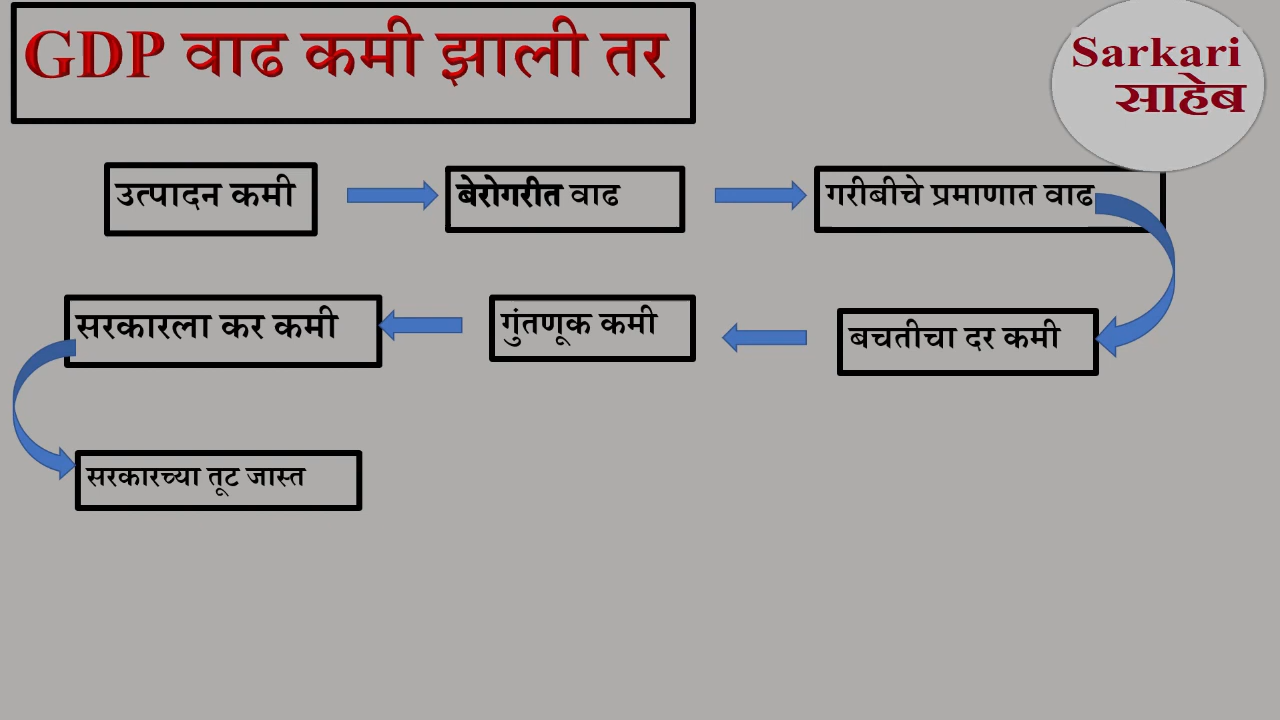 GDP वाढ कमी झाली तर
Sarkari
साहेब
उत्पादन कमी
बेरोगरीत वाढ
गरीबीचे प्रमाणात वाढ
बचतीचा दर कमी
गुंतणूक कमी
सरकारला कर कमी
सरकारच्या तूट जास्त